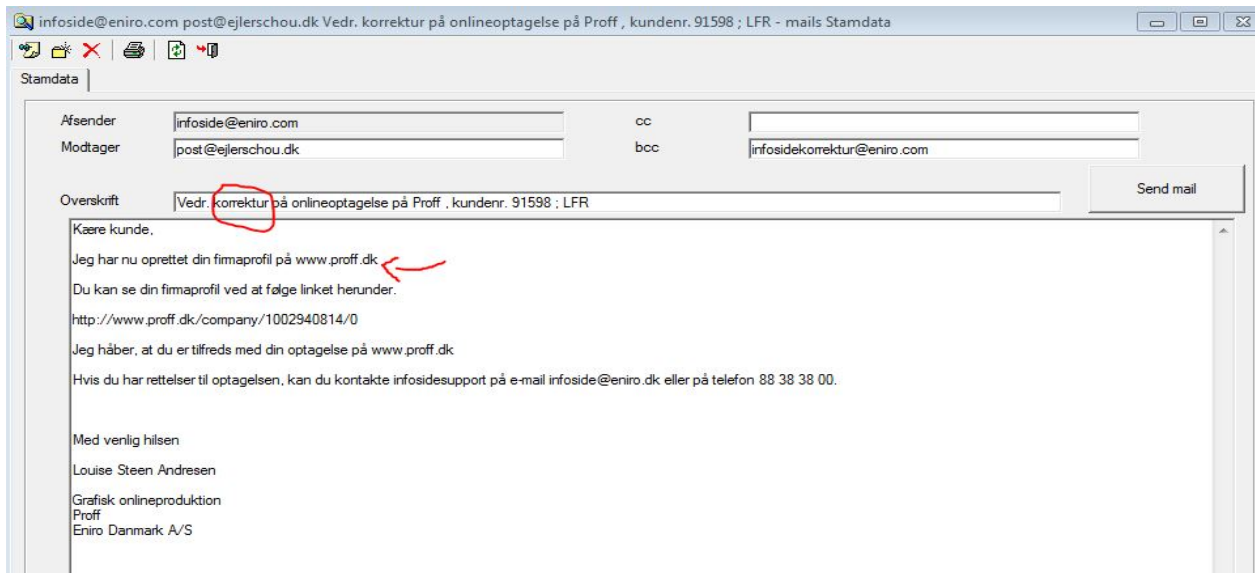 infoside@eniro.com post@ejlerschou.dk Vedr. korrektur på onlineoptagelse på Proff , kundenr. 91598 ; LFR - mails Stamdata
Stamdata
Afsender infoside@eniro.com cc
Modtager post@ejlerschou.dk bcc infosidekorrektur@eniro.com
Send mail
Overskrift Vedr. korrektur på onlineoptagelse på Proff , kundenr. 91598 ; LFR
Kære kunde,
Jeg har nu oprettet din firmaprofil på www.proff.dk
Du kan se din firmaprofil ved at følge linket herunder.
http://www.proff.dk/company/1002940814/0
Jeg håber, at du er tilfreds med din optagelse på www.proff.dk
Hvis du har rettelser til optagelsen, kan du kontakte infosidesupport på e-mail infoside@eniro.dk eller på telefon 88 38 38 00.
Med venlig hilsen
Louise Steen Andresen
Grafisk onlineproduktion
Proff
Eniro Danmark A/S